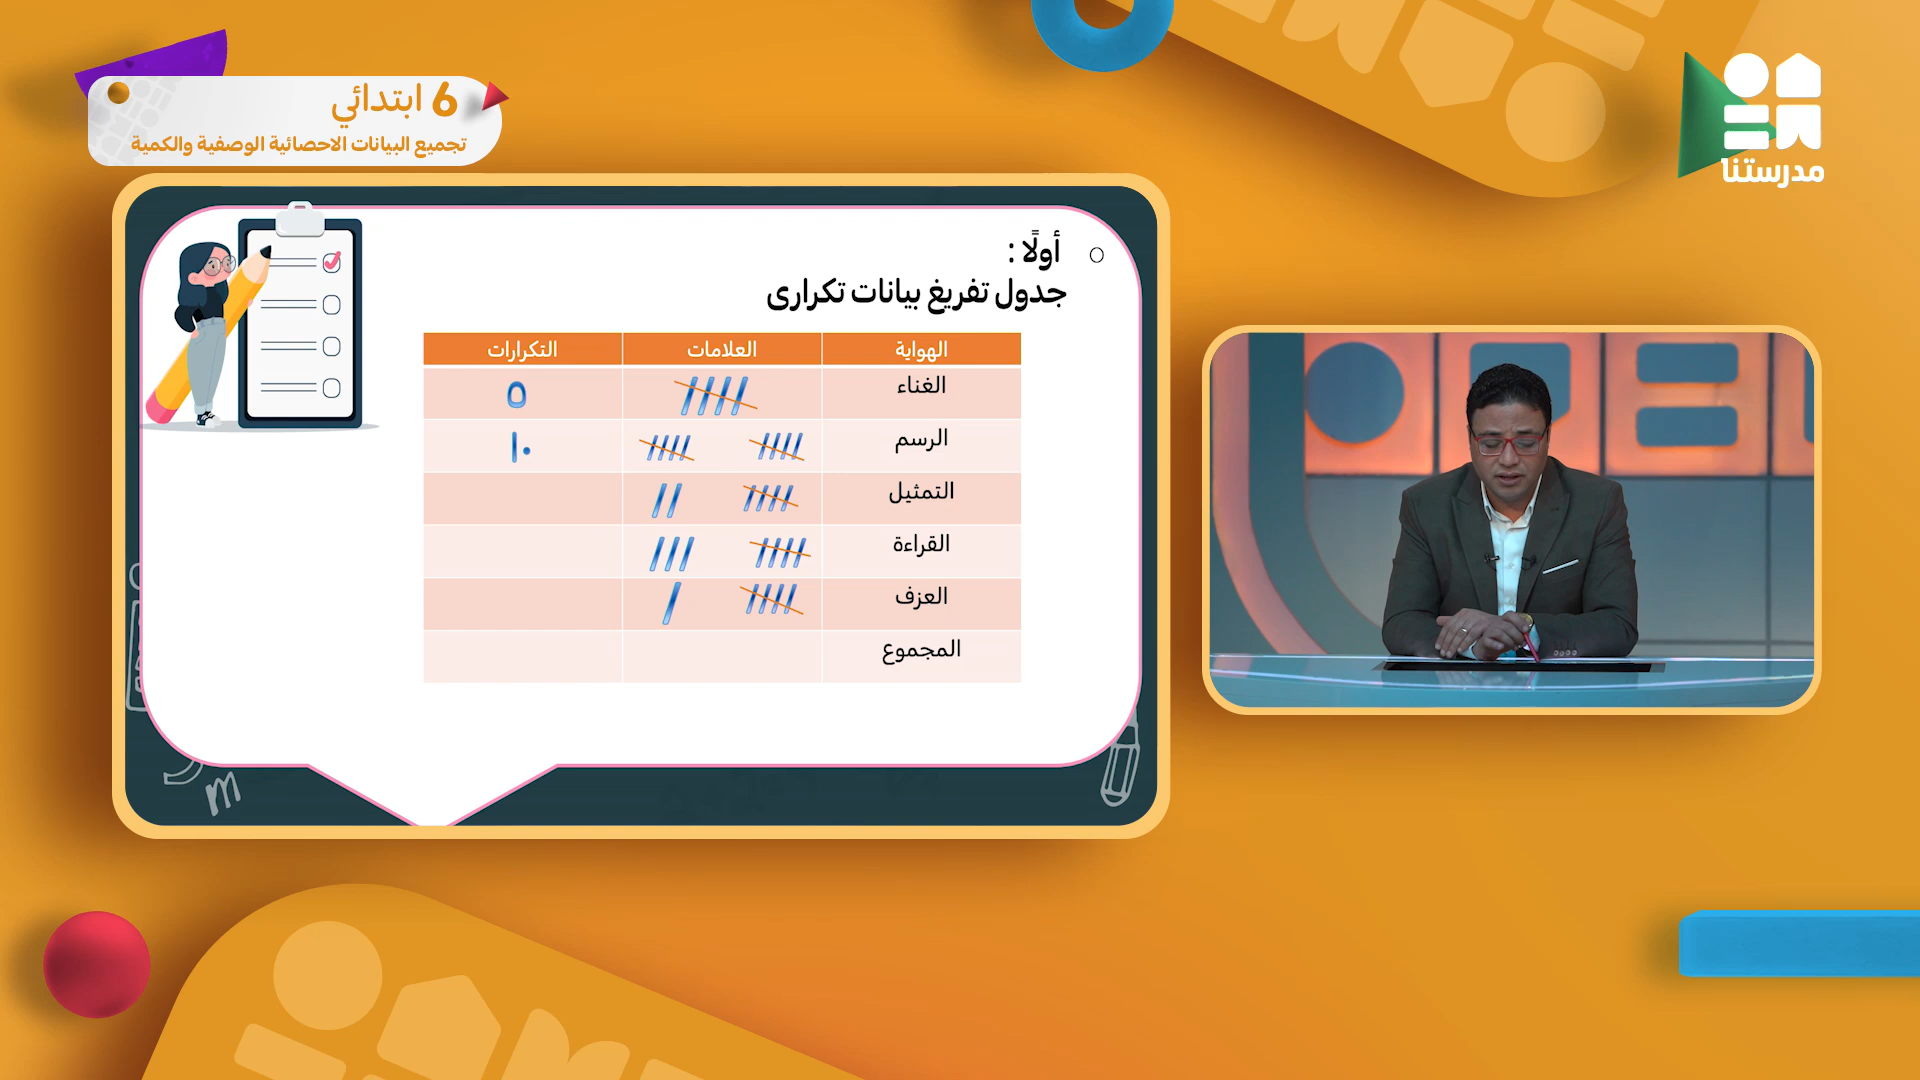 6 ابتدائي
تجميع البيانات الاحصائية الوصفية والكمية
مدرستنا
أولًا :
جدول تفريغ بيانات تكرارى
الهواية العلامات التكرارات
الغناء ٥
الرسم ١٠
التمثيل
القراءة
العزف
المجموع
m